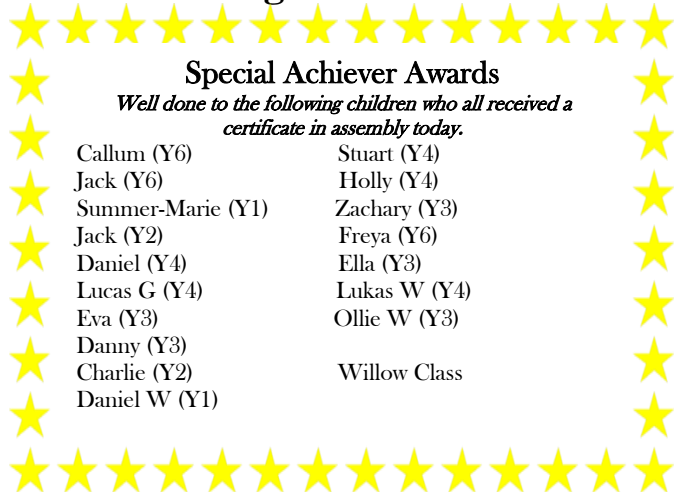 Special Achiever Awards
Well done to the following children who all received a
certificate in assembly today.
Callum (Y6)
Jack (Y6)
Summer-Marie (Y1)
Jack (Y2)
Daniel (Y4)
Lucas G (Y4)
Eva (Y3)
Danny (Y3)
Charlie (Y2)
Daniel W (Y1)
Stuart (Y4)
Holly (Y4)
Zachary (Y3)
Freya (Y6)
Ella (Y3)
Lukas W (Y4)
Ollie W (Y3)
Willow Class